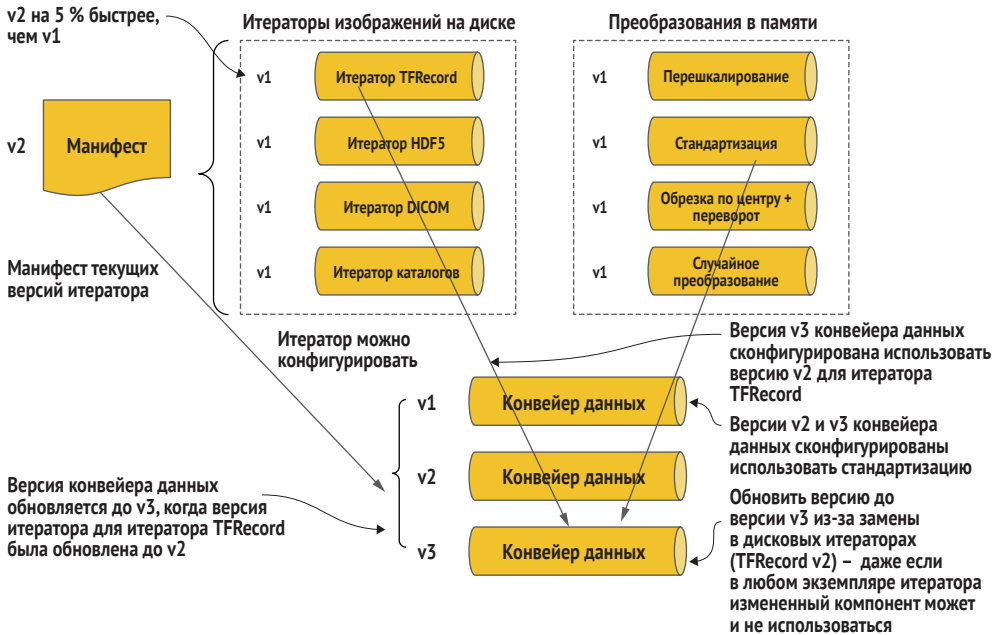 v2 на 5 % быстрее,
чем v1
Итераторы изображений на диске
Преобразования в памяти
v1
Итератор TFRecord
v1
Перешкалирование
v2
Манифест
v1
Итератор HDF5
v1
Стандартизация
v1
Итератор DICOM
v1
Обрезка по центру +
переворот
Манифест текущих
версий итератора
v1
Итератор каталогов
v1
Случайное
преобразование
Итератор можно
конфигурировать
Версия v3 конвейера данных
сконфигурирована использовать
версию v2 для итератора
TFRecord
v1
Конвейер данных
Версии v2 и v3 конвейера
данных сконфигурированы
использовать стандартизацию
v2
Конвейер данных
Версия конвейера данных
обновляется до v3, когда версия
итератора для итератора TFRecord
была обновлена до v2
v3
Конвейер данных
Обновить версию до
версии v3 из-за замены
в дисковых итераторах
(TFRecord v2) – даже если
в любом экземпляре итератора
измененный компонент может
и не использоваться